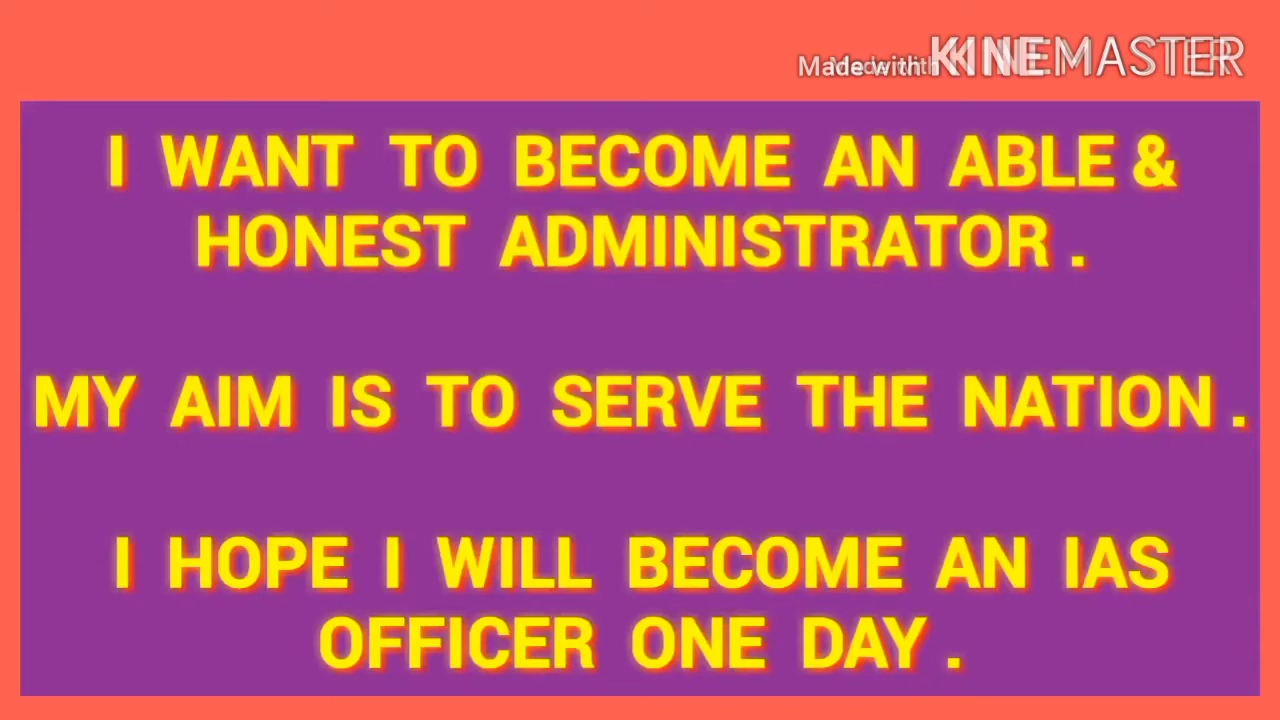 Made with KINEMASTER
I WANT TO BECOME AN ABLE &
HONEST ADMINISTRATOR .
MY AIM IS TO SERVE THE NATION .
I HOPE I WILL BECOME AN IAS
OFFICER ONE DAY .